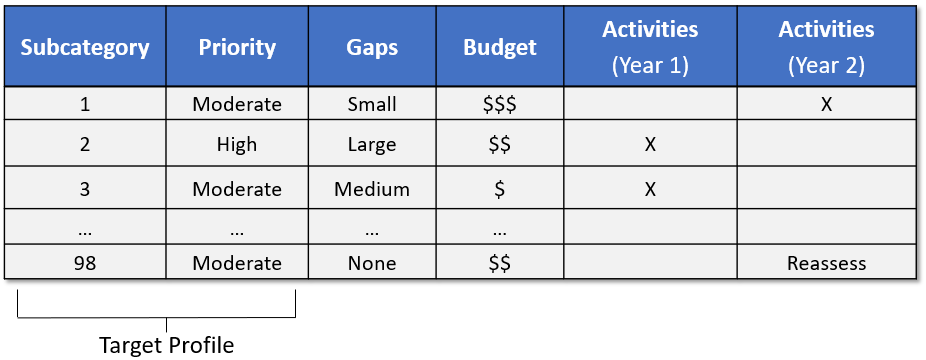 Subcategory Priority Gaps Budget Activities (Year 1) Activities (Year 2)
1 Moderate Small $$$ X
2 High Large $$ X
3 Moderate Medium $ X
... ... ... ...
98 Moderate None $$ Reassess
Target Profile